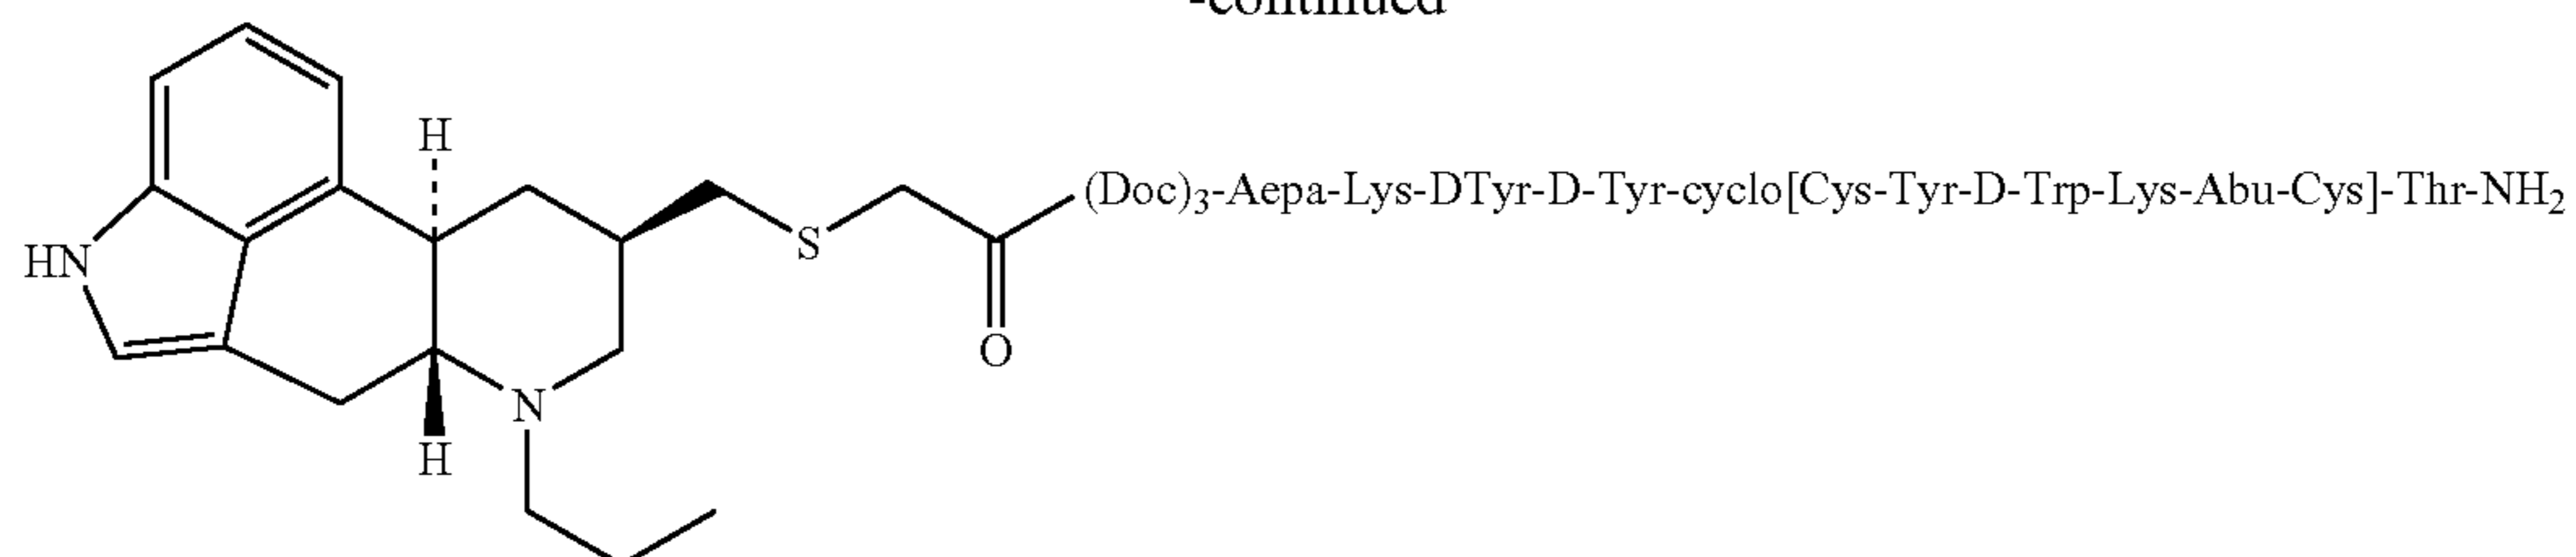 -continued
H
(Doc)3-Aepa-Lys-DTyr-D-Tyr-cyclo[Cys-Tyr-D-Trp-Lys-Abu-Cys]-Thr-NH2
S
HN
O
N
H